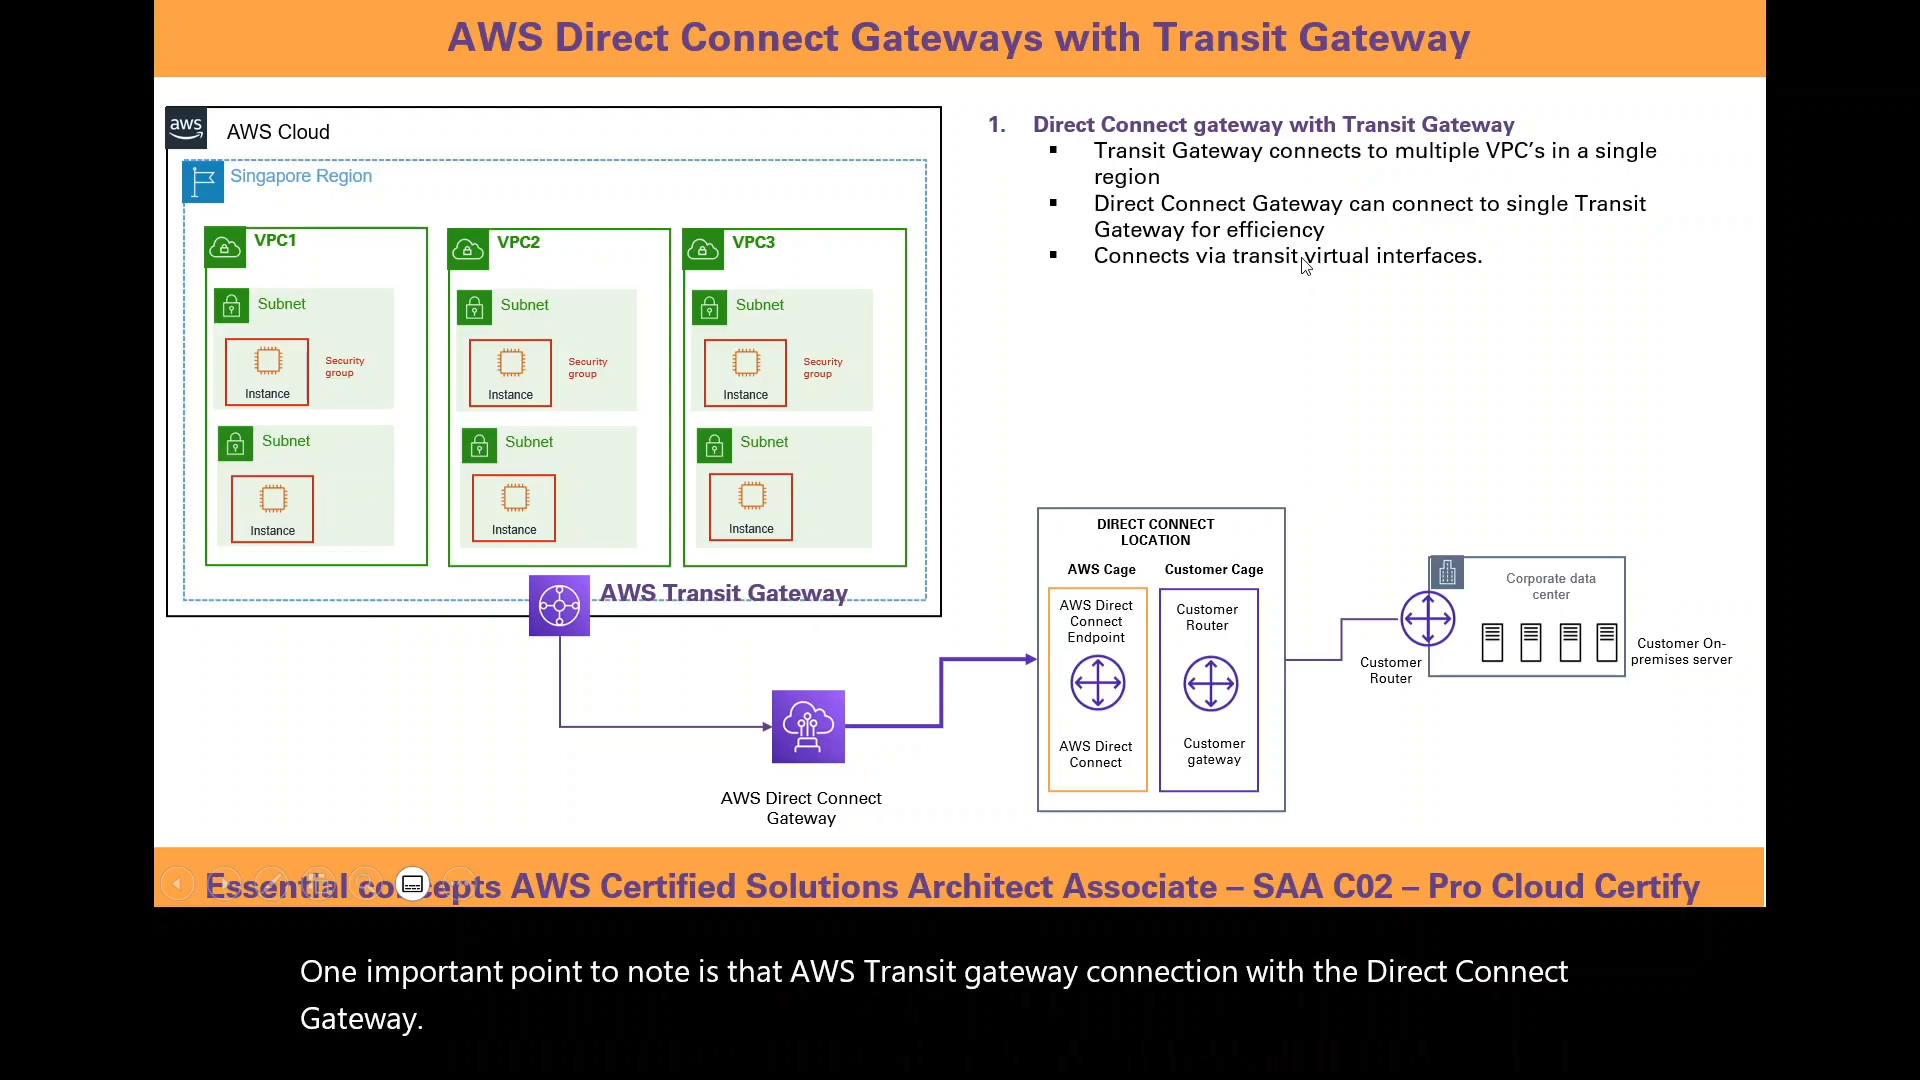 AWS Direct Connect Gateways with Transit Gateway
aws
AWS Cloud
Singapore Region
VPC1
VPC2
VPC3
Subnet
Subnet
Subnet
Instance
Security
group
Instance
Security
group
Instance
Security
group
Subnet
Subnet
Subnet
Instance
Instance
Instance
AWS Transit Gateway
AWS Direct Connect
Gateway
1. Direct Connect gateway with Transit Gateway
▪ Transit Gateway connects to multiple VPC’s in a single
region
▪ Direct Connect Gateway can connect to single Transit
Gateway for efficiency
▪ Connects via transit virtual interfaces.
DIRECT CONNECT
LOCATION
AWS Cage
Customer Cage
AWS Direct
Connect
Endpoint
AWS Direct
Connect
Customer
Router
Customer
gateway
Customer
Router
Corporate data
center
Customer On-
premises server
Essential concepts AWS Certified Solutions Architect Associate – SAA C02 – Pro Cloud Certify
One important point to note is that AWS Transit gateway connection with the Direct Connect
Gateway.